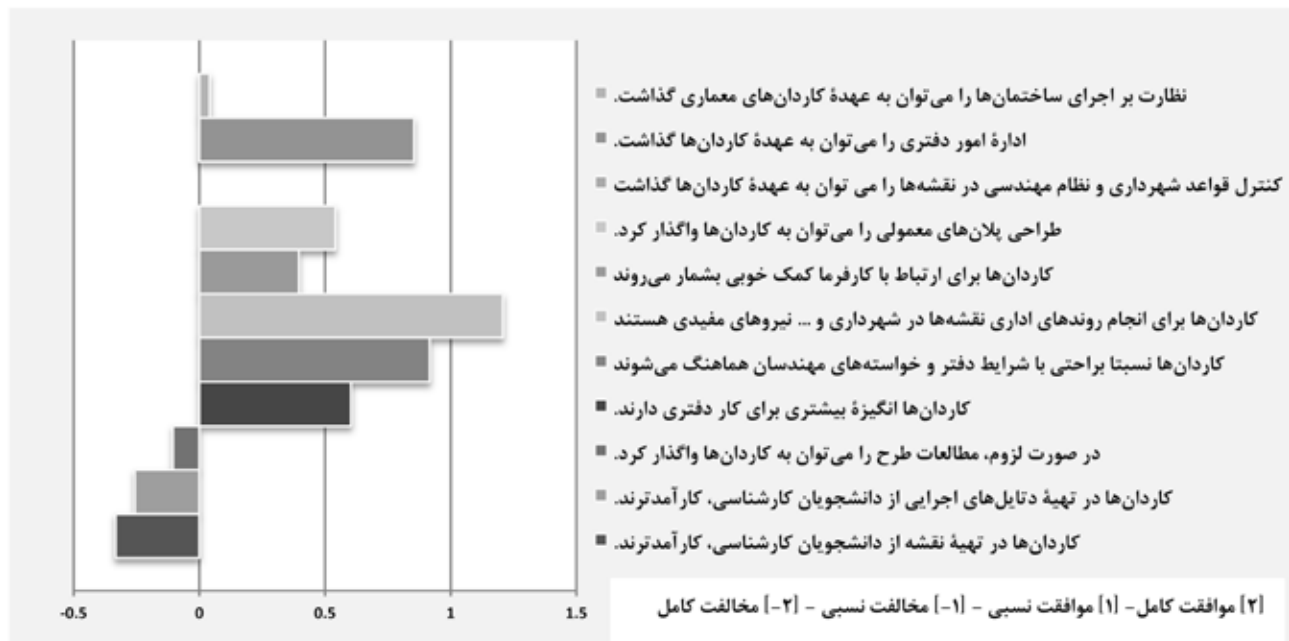 نظارت بر اجرای ساختمان‌ها را می‌توان به عهدهٔ کاردان‌های معماری گذاشت.
ادارهٔ امور دفتری را می‌توان به عهدهٔ کاردان‌ها گذاشت.
کنترل قواعد شهرداری و نظام مهندسی در نقشه‌ها را می توان به عهدهٔ کاردان‌ها گذاشت
طراحی پلان‌های معمولی را می‌توان به کاردان‌ها واگذار کرد.
کاردان‌ها برای ارتباط با کارفرما کمک خوبی بشمار می‌روند
کاردان‌ها برای انجام روندهای اداری نقشه‌ها در شهرداری و ... نیروهای مفیدی هستند
کاردان‌ها نسبتا براحتی با شرایط دفتر و خواسته‌های مهندسان هماهنگ می‌شوند
کاردان‌ها انگیزهٔ بیشتری برای کار دفتری دارند.
در صورت لزوم، مطالعات طرح را می‌توان به کاردان‌ها واگذار کرد.
کاردان‌ها در تهیهٔ دتایل‌های اجرایی از دانشجویان کارشناسی، کارآمدترند.
کاردان‌ها در تهیهٔ نقشه از دانشجویان کارشناسی، کارآمدترند.
-0.5 0 0.5 1 1.5
[۲] موافقت کامل- [۱] موافقت نسبی - [۱-] مخالفت نسبی - [۲-] مخالفت کامل